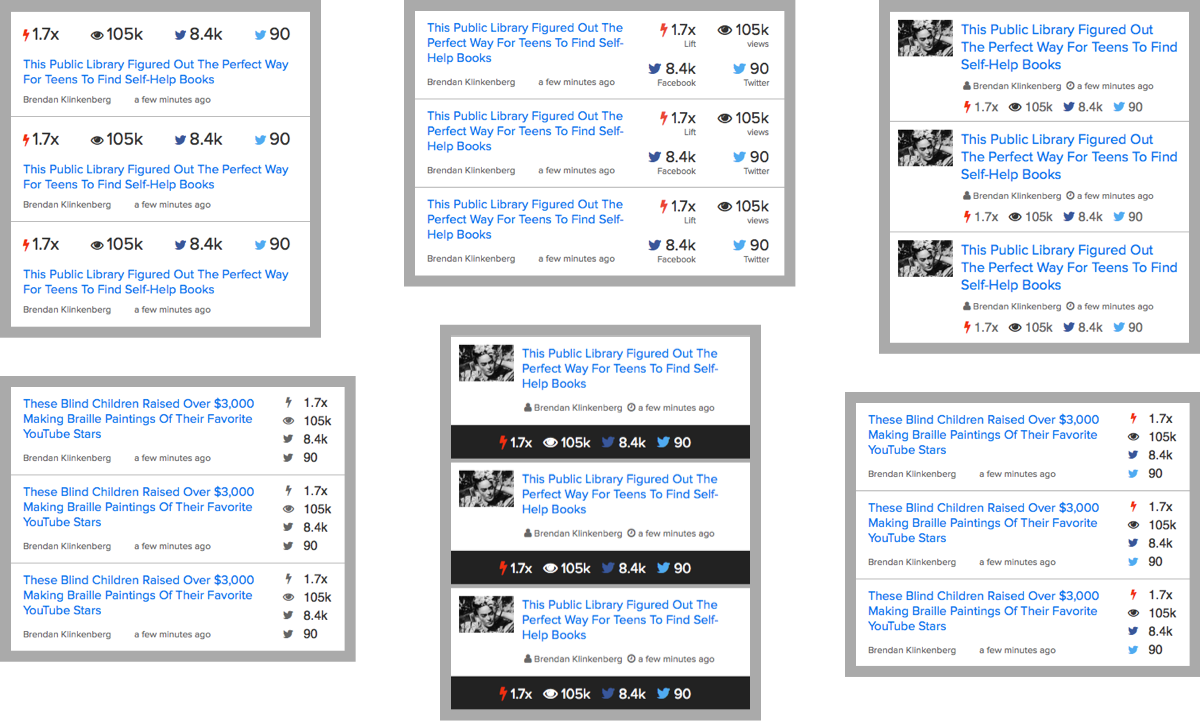 1.7x 105k 8.4k 90
This Public Library Figured Out The Perfect Way
For Teens To Find Self-Help Books
Brendan Klinkenberg a few minutes ago
1.7x 105k 8.4k 90
This Public Library Figured Out The Perfect Way
For Teens To Find Self-Help Books
Brendan Klinkenberg a few minutes ago
1.7x 105k 8.4k 90
This Public Library Figured Out The Perfect Way
For Teens To Find Self-Help Books
Brendan Klinkenberg a few minutes ago
This Public Library Figured Out The
Perfect Way For Teens To Find Self-
Help Books
Brendan Klinkenberg a few minutes ago
1.7x 105k
Lift views
8.4k 90
Facebook Twitter
This Public Library Figured Out The
Perfect Way For Teens To Find Self-
Help Books
Brendan Klinkenberg a few minutes ago
1.7x 105k
Lift views
8.4k 90
Facebook Twitter
This Public Library Figured Out The
Perfect Way For Teens To Find Self-
Help Books
Brendan Klinkenberg a few minutes ago
1.7x 105k
Lift views
8.4k 90
Facebook Twitter
This Public Library Figured Out
The Perfect Way For Teens To Find
Self-Help Books
Brendan Klinkenberg a few minutes ago
1.7x 105k 8.4k 90
This Public Library Figured Out
The Perfect Way For Teens To Find
Self-Help Books
Brendan Klinkenberg a few minutes ago
1.7x 105k 8.4k 90
This Public Library Figured Out
The Perfect Way For Teens To Find
Self-Help Books
Brendan Klinkenberg a few minutes ago
1.7x 105k 8.4k 90
These Blind Children Raised Over $3,000
Making Braille Paintings Of Their Favorite
YouTube Stars
Brendan Klinkenberg a few minutes ago
1.7x
105k
8.4k
90
These Blind Children Raised Over $3,000
Making Braille Paintings Of Their Favorite
YouTube Stars
Brendan Klinkenberg a few minutes ago
1.7x
105k
8.4k
90
These Blind Children Raised Over $3,000
Making Braille Paintings Of Their Favorite
YouTube Stars
Brendan Klinkenberg a few minutes ago
1.7x
105k
8.4k
90
This Public Library Figured Out The
Perfect Way For Teens To Find Self-
Help Books
Brendan Klinkenberg a few minutes ago
1.7x 105k 8.4k 90
This Public Library Figured Out The
Perfect Way For Teens To Find Self-
Help Books
Brendan Klinkenberg a few minutes ago
1.7x 105k 8.4k 90
This Public Library Figured Out The
Perfect Way For Teens To Find Self-
Help Books
Brendan Klinkenberg a few minutes ago
1.7x 105k 8.4k 90
These Blind Children Raised Over $3,000
Making Braille Paintings Of Their Favorite
YouTube Stars
Brendan Klinkenberg a few minutes ago
1.7x
105k
8.4k
90
These Blind Children Raised Over $3,000
Making Braille Paintings Of Their Favorite
YouTube Stars
Brendan Klinkenberg a few minutes ago
1.7x
105k
8.4k
90
These Blind Children Raised Over $3,000
Making Braille Paintings Of Their Favorite
YouTube Stars
Brendan Klinkenberg a few minutes ago
1.7x
105k
8.4k
90